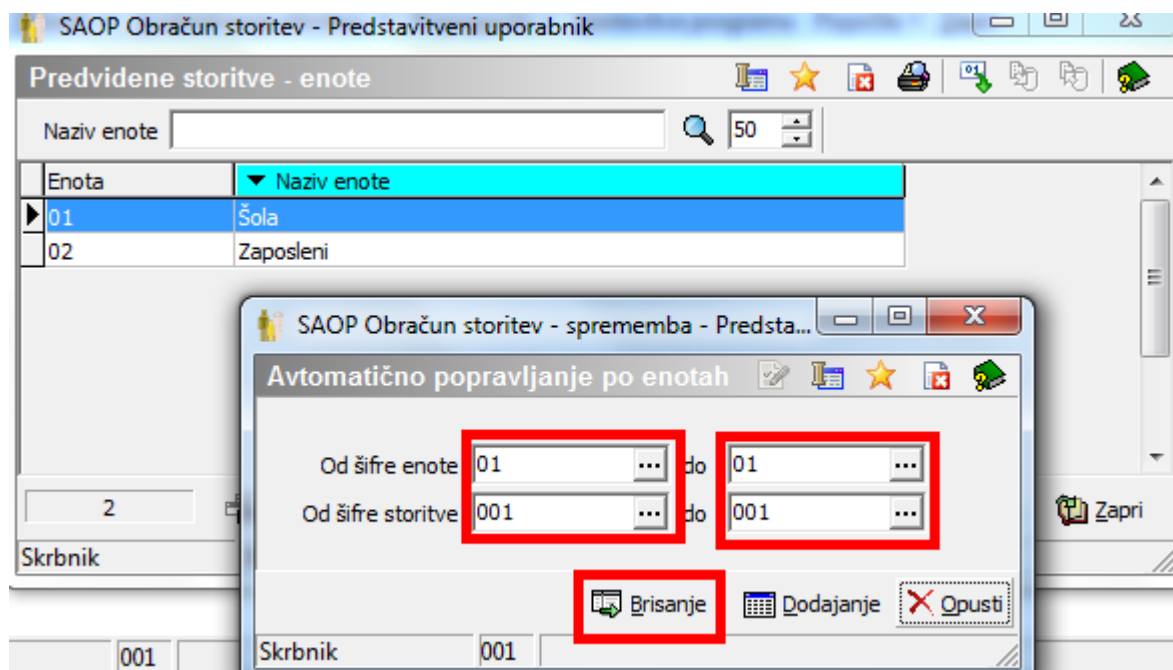 SAOP Obračun storitev - Predstavitveni uporabnik
Predvidene storitve - enote
Naziv enote 50
Enota Naziv enote
01 Šola
02 Zaposleni
SAOP Obračun storitev - sprememba - Predsta...
Avtomatično popravljanje po enotah
Od šifre enote 01 ... do 01 ...
Od šifre storitve 001 ... do 001 ...
2 Zapri
Skrbnik
Brisanje Dodajanje Opusti
Skrbnik 001
001